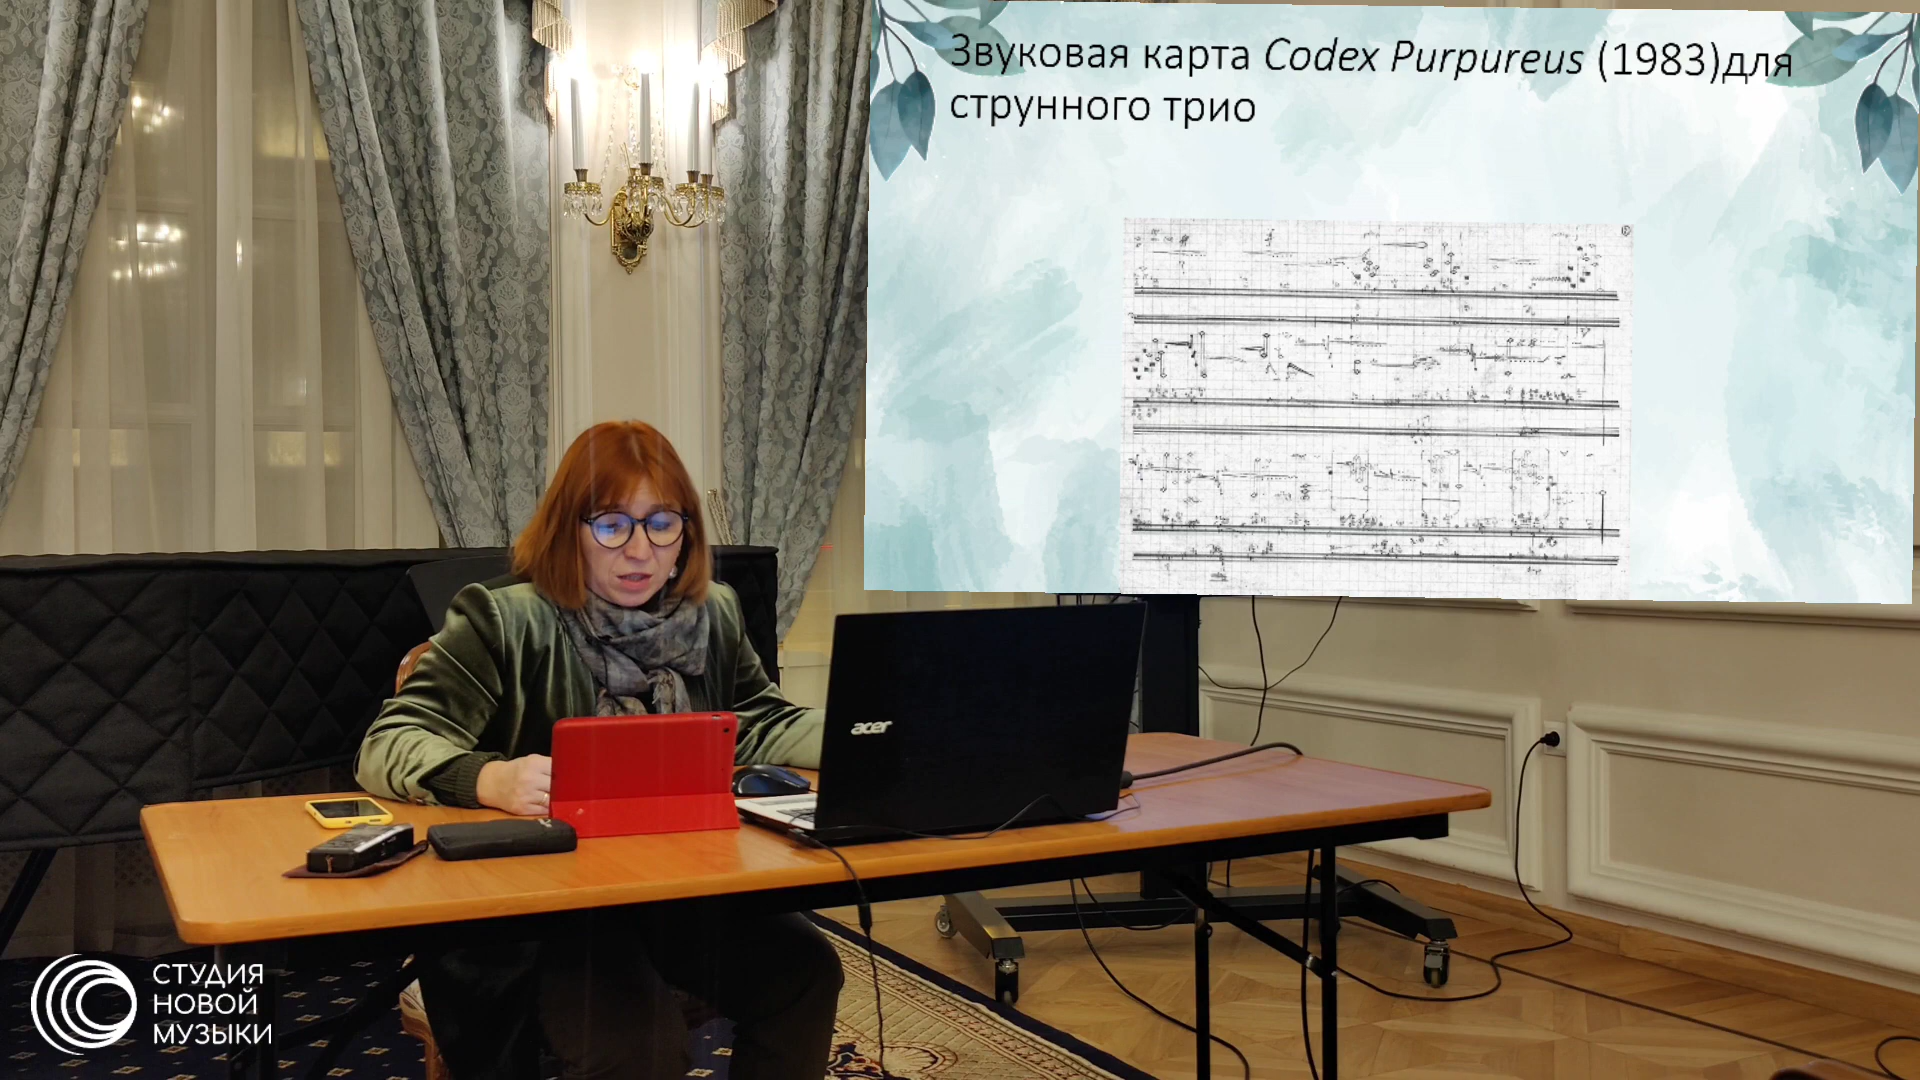 Звуковая карта Codex Purpureus (1983)для
струнного трио
acer
СТУДИЯ
НОВОЙ
МУЗЫКИ